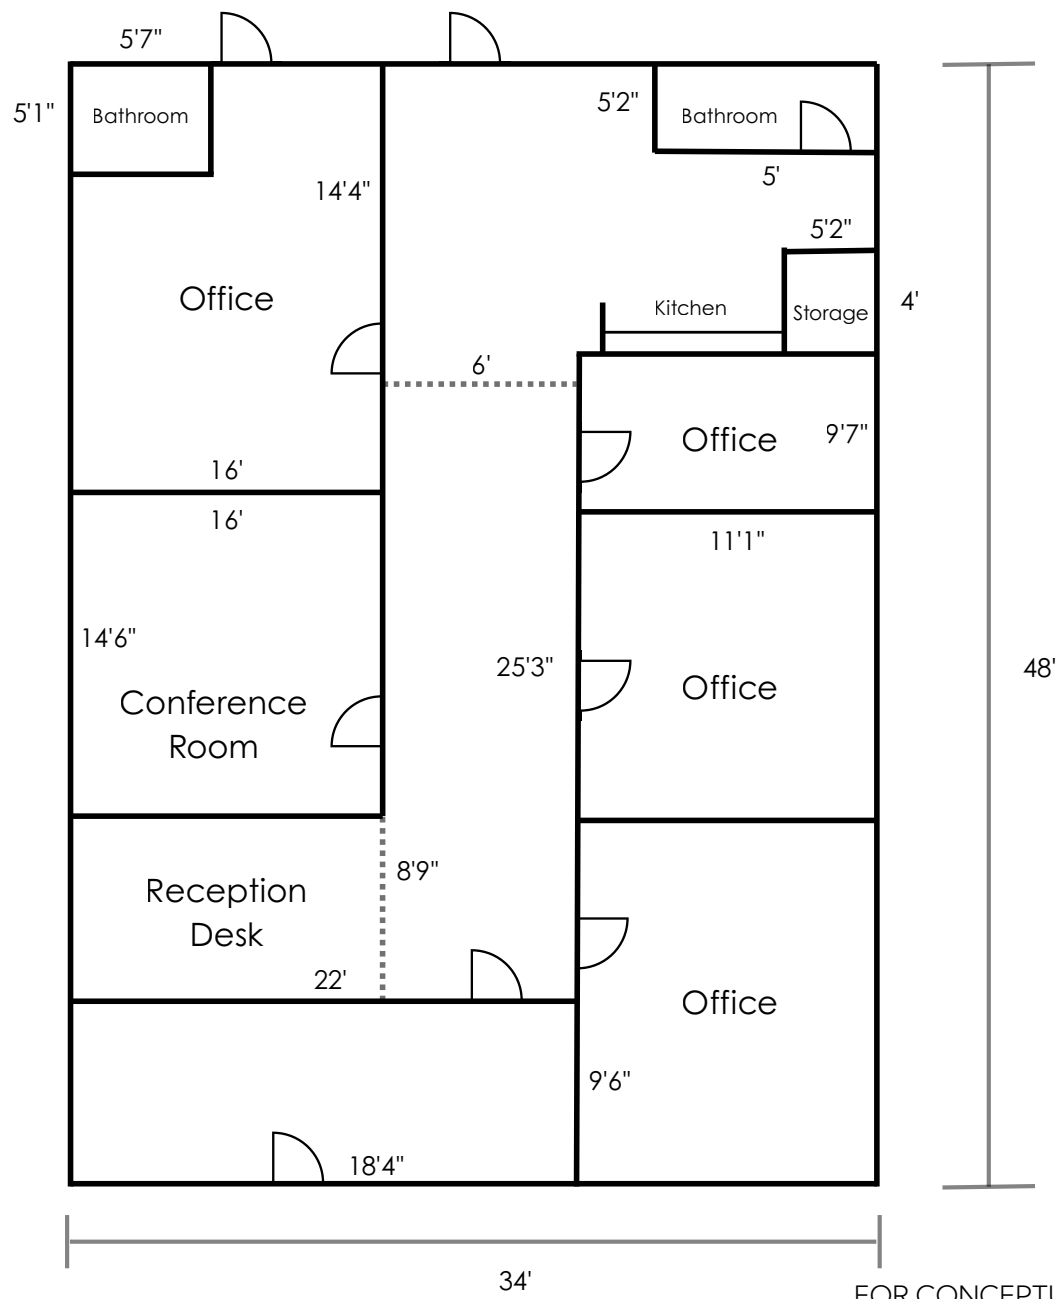 5'7"
5'1"
Bathroom
5'2"
Bathroom
5'
14'4"
5'2"
Office
Kitchen
Storage
4'
6'
Office
9'7"
16'
16'
11'1"
14'6"
25'3"
48'
Conference
Room
Office
8'9"
Reception
Desk
22'
Office
9'6"
18'4"
34'